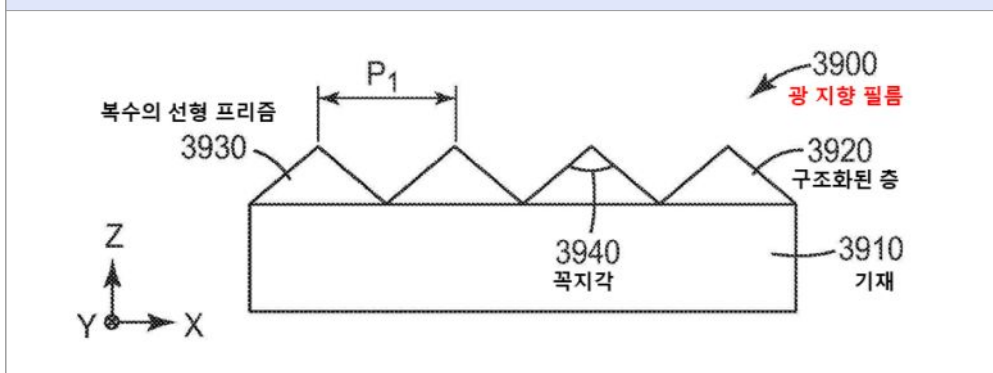 P1
3900
광 지향 필름
복수의 선형 프리즘
3930
3920
구조화된 층
3940
꼭지각
3910
기재
Z
Y
X